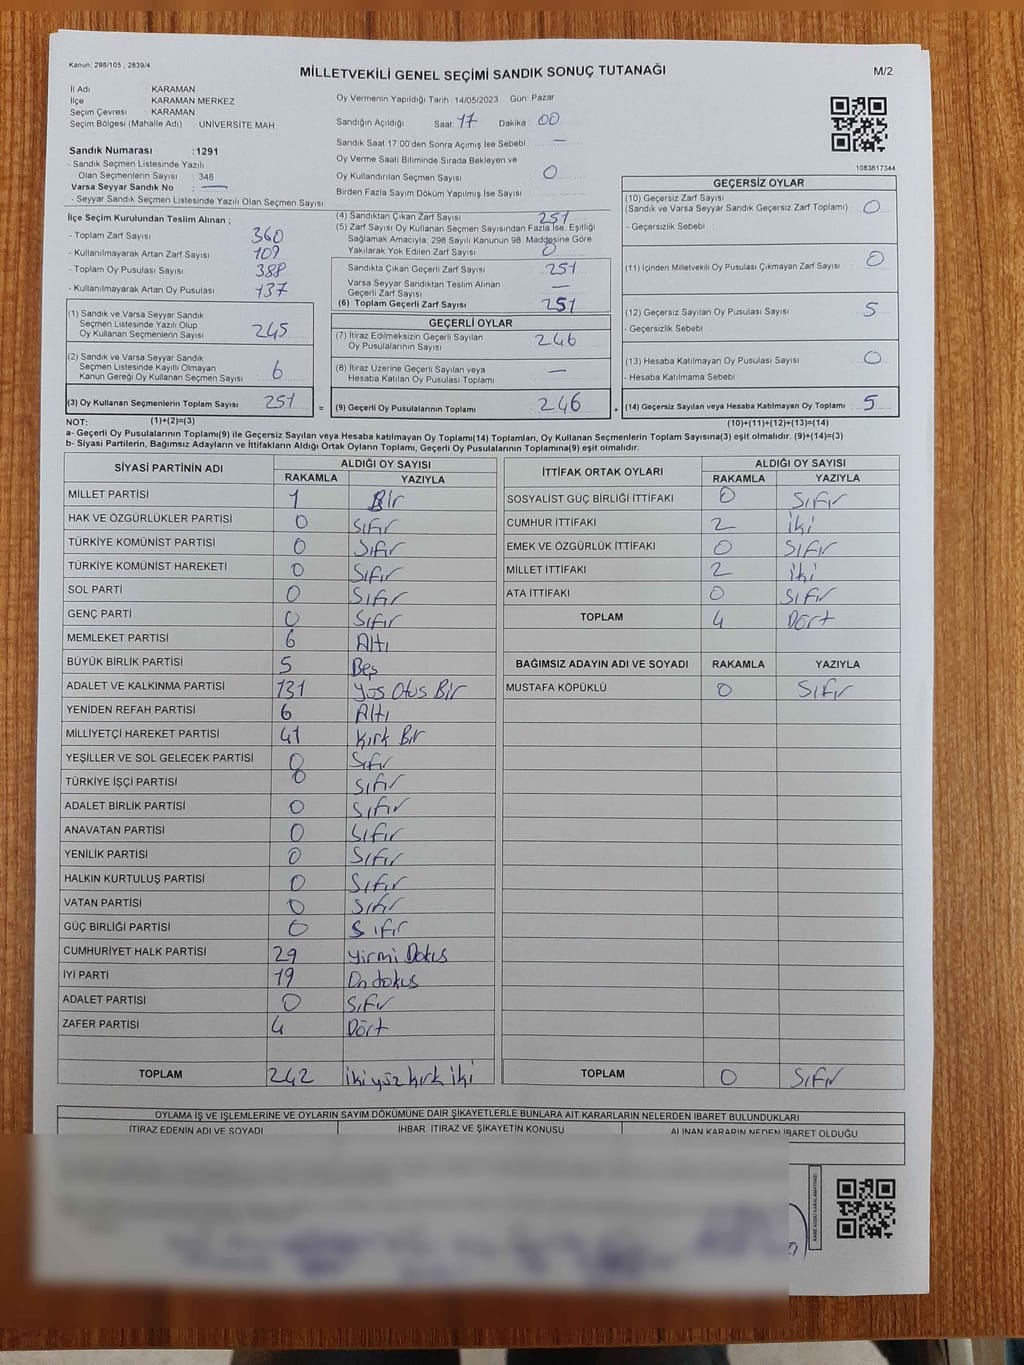 Kanun; 298/105 , 2839/4
MİLLETVEKİLİ GENEL SEÇİMİ SANDIK SONUÇ TUTANAĞI
M/2
İl Adı : KARAMAN
İlçe : KARAMAN MERKEZ
Seçim Çevresi : KARAMAN
Seçim Bölgesi (Mahalle Adı) : ÜNİVERSİTE MAH
Sandık Numarası : 1291
- Sandık Seçmen Listesinde Yazılı
Olan Seçmenlerin Sayısı : 348
Varsa Seyyar Sandık No : —
- Seyyar Sandık Seçmen Listesinde Yazılı Olan Seçmen Sayısı:
Oy Vermenin Yapıldığı Tarih: 14/05/2023 Gün: Pazar
Sandığın Açıldığı Saat: 17 Dakika: 00
Sandık Saat 17:00'den Sonra Açımış İse Sebebi : —
Oy Verme Saati Bitiminde Sırada Bekleyen ve
Oy Kullandırılan Seçmen Sayısı : 0
Birden Fazla Sayım Döküm Yapılmış İse Sayısı :
1083617344
İlçe Seçim Kurulundan Teslim Alınan ;
- Toplam Zarf Sayısı : 360
- Kullanılmayarak Artan Zarf Sayısı : 109
- Toplam Oy Pusulası Sayısı : 388
- Kullanılmayarak Artan Oy Pusulası : 137
(1) Sandık ve Varsa Seyyar Sandık
Seçmen Listesinde Yazılı Olup
Oy Kullanan Seçmenlerin Sayısı : 245
(2) Sandık ve Varsa Seyyar Sandık
Seçmen Listesinde Kayıtlı Olmayan
Kanun Gereği Oy Kullanan Seçmen Sayısı : 6
(3) Oy Kullanan Seçmenlerin Toplam Sayısı : 251
(1)+(2)=(3)
(4) Sandıktan Çıkan Zarf Sayısı : 251
(5) Zarf Sayısı Oy Kullanan Seçmen Sayısından Fazla İse, Eşitliği
Sağlamak Amacıyla, 298 Sayılı Kanunun 98. Maddesine Göre
Yakılarak Yok Edilen Zarf Sayısı : 0
Sandıkta Çıkan Geçerli Zarf Sayısı : 251
Varsa Seyyar Sandıktan Teslim Alınan
Geçerli Zarf Sayısı : —
(6) Toplam Geçerli Zarf Sayısı : 251
GEÇERLİ OYLAR
(7) İtiraz Edilmeksizin Geçerli Sayılan
Oy Pusulalarının Sayısı : 246
(8) İtiraz Üzerine Geçerli Sayılan veya
Hesaba Katılan Oy Pusulası Toplamı : —
= (9) Geçerli Oy Pusulalarının Toplamı : 246
GEÇERSİZ OYLAR
(10) Geçersiz Zarf Sayısı
(Sandık ve Varsa Seyyar Sandık Geçersiz Zarf Toplamı) : 0
- Geçersizlik Sebebi :
(11) İçinden Milletvekili Oy Pusulası Çıkmayan Zarf Sayısı : 0
(12) Geçersiz Sayılan Oy Pusulası Sayısı : 5
- Geçersizlik Sebebi :
(13) Hesaba Katılmayan Oy Pusulası Sayısı : 0
- Hesaba Katılmama Sebebi :
+ (14) Geçersiz Sayılan veya Hesaba Katılmayan Oy Toplamı : 5
(10)+(11)+(12)+(13)=(14)
NOT:
a- Geçerli Oy Pusulalarının Toplamı(9) ile Geçersiz Sayılan veya Hesaba katılmayan Oy Toplamı(14) Toplamları, Oy Kullanan Seçmenlerin Toplam Sayısına(3) eşit olmalıdır. (9)+(14)=(3)
b- Siyasi Partilerin, Bağımsız Adayların ve İttifakların Aldığı Ortak Oyların Toplamı, Geçerli Oy Pusulalarının Toplamına(9) eşit olmalıdır.
SİYASİ PARTİNİN ADI ALDIĞI OY SAYISI
RAKAMLA YAZIYLA
MİLLET PARTİSİ 1 Bir
HAK VE ÖZGÜRLÜKLER PARTİSİ 0 Sıfır
TÜRKİYE KOMÜNİST PARTİSİ 0 Sıfır
TÜRKİYE KOMÜNİST HAREKETİ 0 Sıfır
SOL PARTİ 0 Sıfır
GENÇ PARTİ 0 Sıfır
MEMLEKET PARTİSİ 6 Altı
BÜYÜK BİRLİK PARTİSİ 5 Beş
ADALET VE KALKINMA PARTİSİ 131 Yüs Otus Bir
YENİDEN REFAH PARTİSİ 6 Altı
MİLLİYETÇİ HAREKET PARTİSİ 41 Kırk Bir
YEŞİLLER VE SOL GELECEK PARTİSİ 0 Sıfır
TÜRKİYE İŞÇİ PARTİSİ 0 Sıfır
ADALET BİRLİK PARTİSİ 0 Sıfır
ANAVATAN PARTİSİ 0 Sıfır
YENİLİK PARTİSİ 0 Sıfır
HALKIN KURTULUŞ PARTİSİ 0 Sıfır
VATAN PARTİSİ 0 Sıfır
GÜÇ BİRLİĞİ PARTİSİ 0 Sıfır
CUMHURİYET HALK PARTİSİ 29 Yirmi Dokus
İYİ PARTİ 19 On dokus
ADALET PARTİSİ 0 Sıfır
ZAFER PARTİSİ 4 Dört
TOPLAM 242 İki yüz kırk iki
İTTİFAK ORTAK OYLARI ALDIĞI OY SAYISI
RAKAMLA YAZIYLA
SOSYALİST GÜÇ BİRLİĞİ İTTİFAKI 0 Sıfır
CUMHUR İTTİFAKI 2 İki
EMEK VE ÖZGÜRLÜK İTTİFAKI 0 Sıfır
MİLLET İTTİFAKI 2 İki
ATA İTTİFAKI 0 Sıfır
TOPLAM 4 Dört
BAĞIMSIZ ADAYIN ADI VE SOYADI RAKAMLA YAZIYLA
MUSTAFA KÖPÜKLÜ 0 Sıfır
TOPLAM 0 Sıfır
OYLAMA İŞ VE İŞLEMLERİNE VE OYLARIN SAYIM DÖKÜMÜNE DAİR ŞİKAYETLERLE BUNLARA AİT KARARLARIN NELERDEN İBARET BULUNDUKLARI
İTİRAZ EDENİN ADI VE SOYADI İHBAR, İTİRAZ VE ŞİKAYETİN KONUSU ALINAN KARARIN NEDEN İBARET OLDUĞU